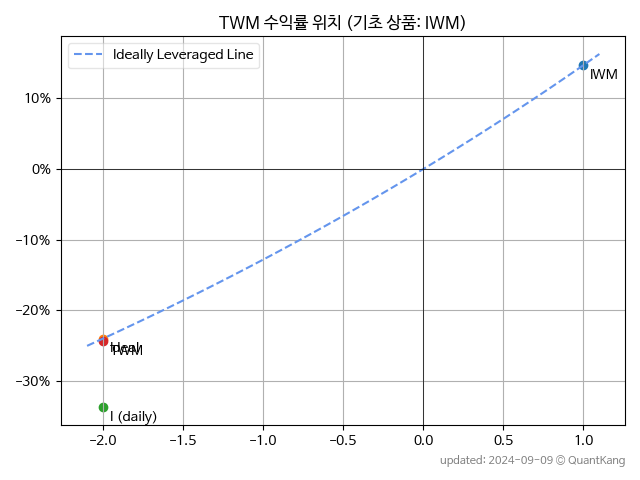 TWM 수익률 위치 (기초 상품: IWM)
Ideally Leveraged Line
IWM
10%
0%
-10%
-20%
-30%
TWM
I (daily)
-2.0 -1.5 -1.0 -0.5 0.0 0.5 1.0
updated: 2024-09-09 © QuantKang